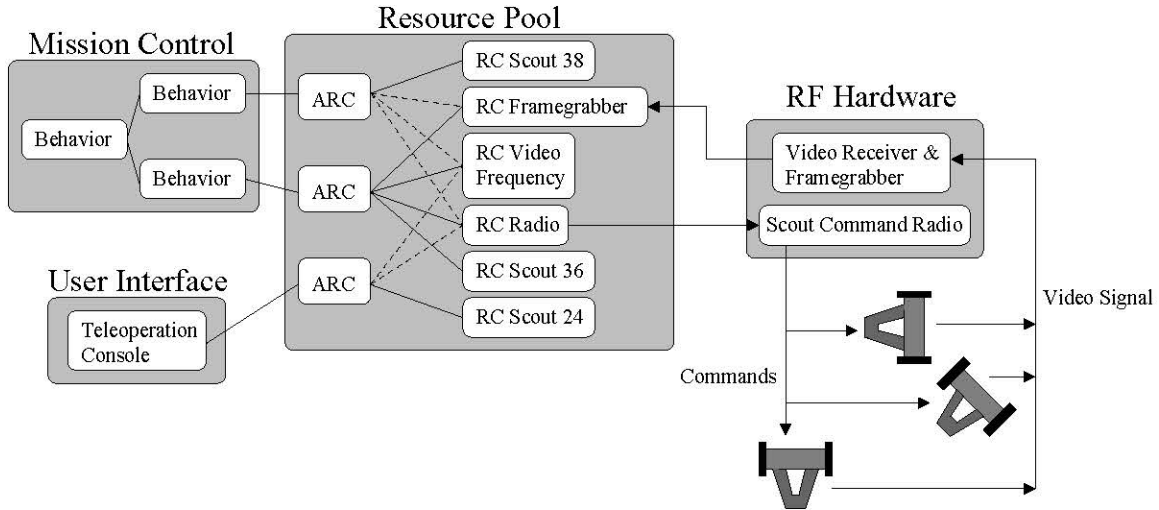 Resource Pool
Mission Control
Behavior
Behavior
Behavior
User Interface
Teleoperation
Console
ARC
ARC
ARC
RC Scout 38
RC Framegrabber
RC Video
Frequency
RC Radio
RC Scout 36
RC Scout 24
RF Hardware
Video Receiver &
Framegrabber
Scout Command Radio
Video Signal
Commands